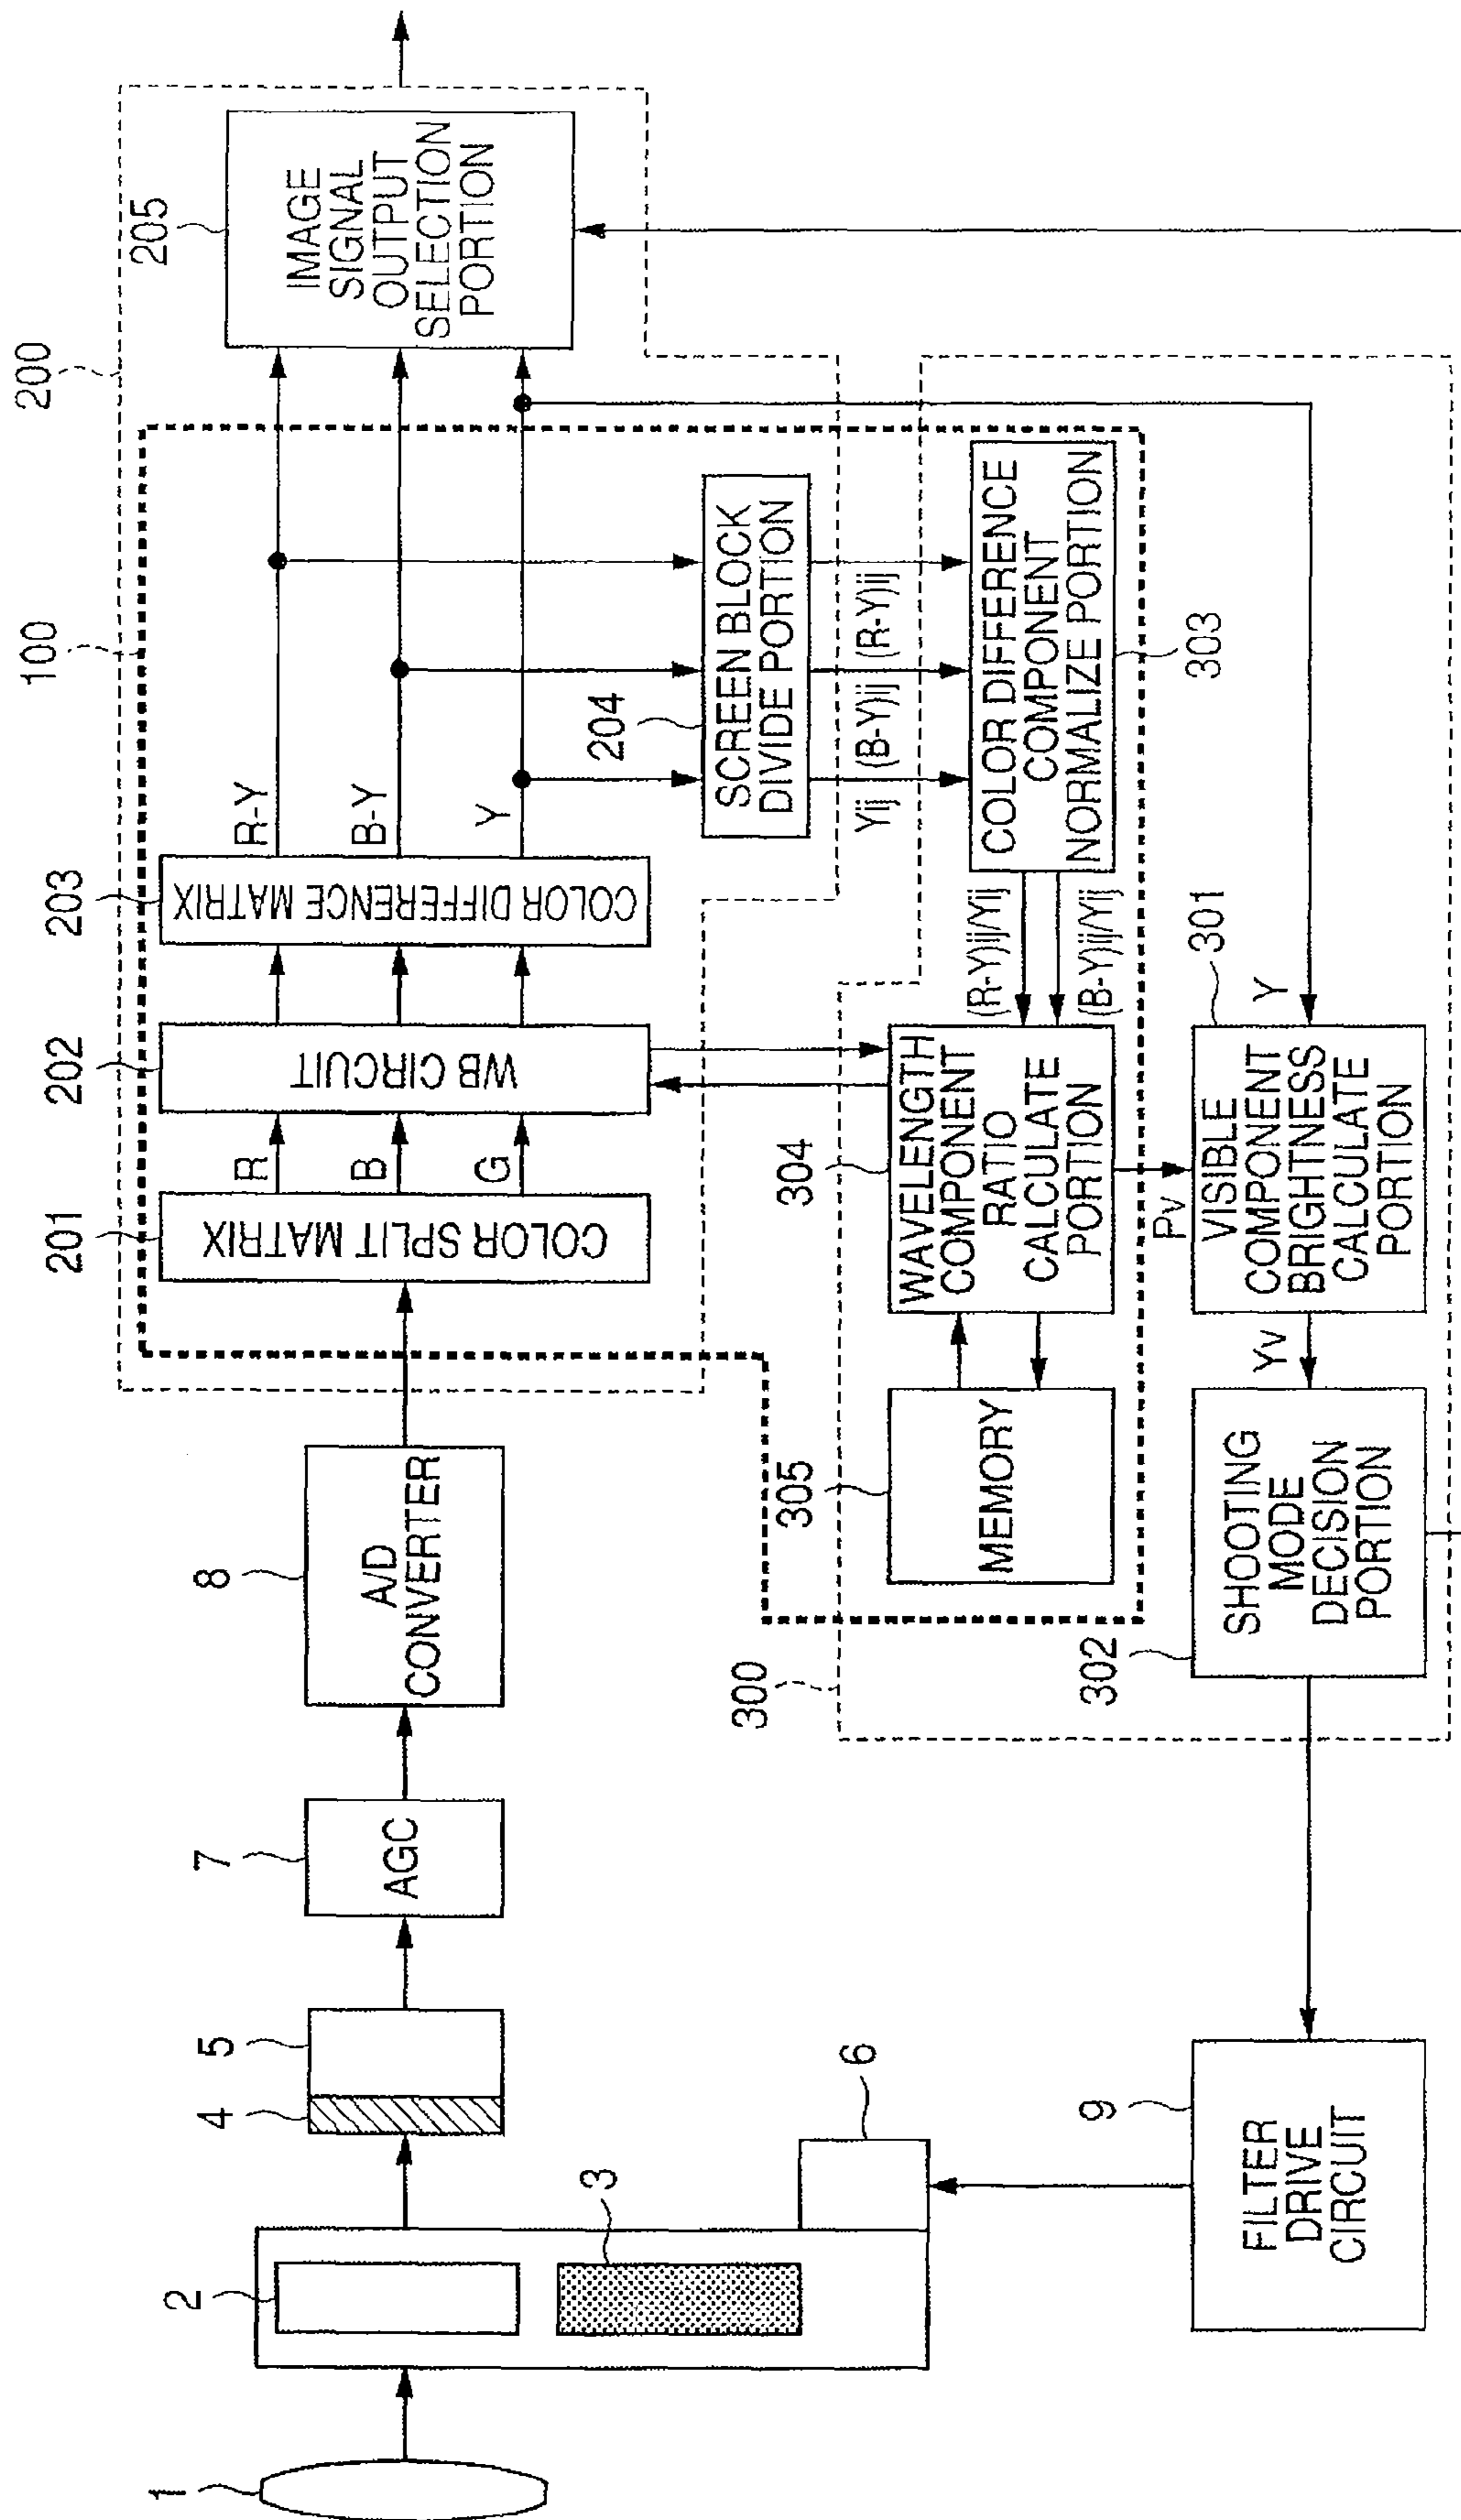 200
100
201
202
203
205
COLOR SPLIT MATRIX
R
B
G
WB CIRCUIT
COLOR DIFFERENCE MATRIX
R-Y
B-Y
Y
IMAGE
SIGNAL
OUTPUT
SELECTION
PORTION
1
2
3
4
5
6
7
AGC
8
A/D
CONVERTER
204
SCREEN BLOCK
DIVIDE PORTION
Yij
(B-Y)ij
(R-Y)ij
300
305
MEMORY
304
WAVELENGTH
COMPONENT
RATIO
CALCULATE
PORTION
(R-Y)ij/Yij
(B-Y)ij/Yij
COLOR DIFFERENCE
COMPONENT
NORMALIZE PORTION
303
Pv
9
FILTER
DRIVE
CIRCUIT
302
SHOOTING
MODE
DECISION
PORTION
Yv
301
VISIBLE
COMPONENT
BRIGHTNESS
CALCULATE
PORTION
Y